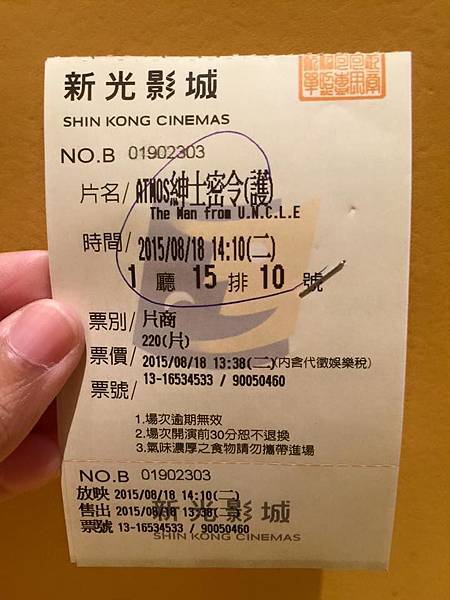 新光影城
SHIN KONG CINEMAS
NO.B 01902303
片名/ATMOS紳士密令(護)
The Man from U.N.C.L.E
時間/2015/08/18 14:10(二)
1 廳 15 排 10 號
票別/片商
220(片)
票價/2015/08/18 13:38(二)(內含代徵娛樂稅)
票號/13-16534533 / 90050460
1.場次逾期無效
2.場次開演前30分恕不退換
3.氣味濃厚之食物請勿攜帶進場
NO.B 01902303
放映 2015/08/18 14:10(二)
售出 2015/08/18 13:38(二)
新光影城
票號 13-16534533 / 90050460
SHIN KONG CINEMAS